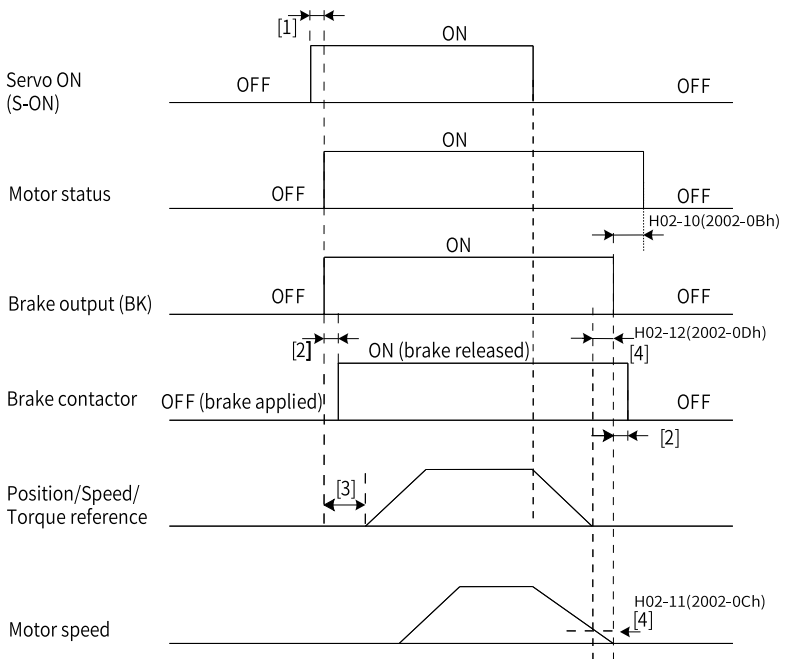 [1]
ON
Servo ON
(S-ON)
OFF
OFF
ON
Motor status
OFF
OFF
H02-10(2002-0Bh)
ON
Brake output (BK)
OFF
OFF
H02-12(2002-0Dh)
[2]
ON (brake released)
[4]
Brake contactor
OFF (brake applied)
OFF
[2]
[3]
Position/Speed/
Torque reference
H02-11(2002-0Ch)
[4]
Motor speed